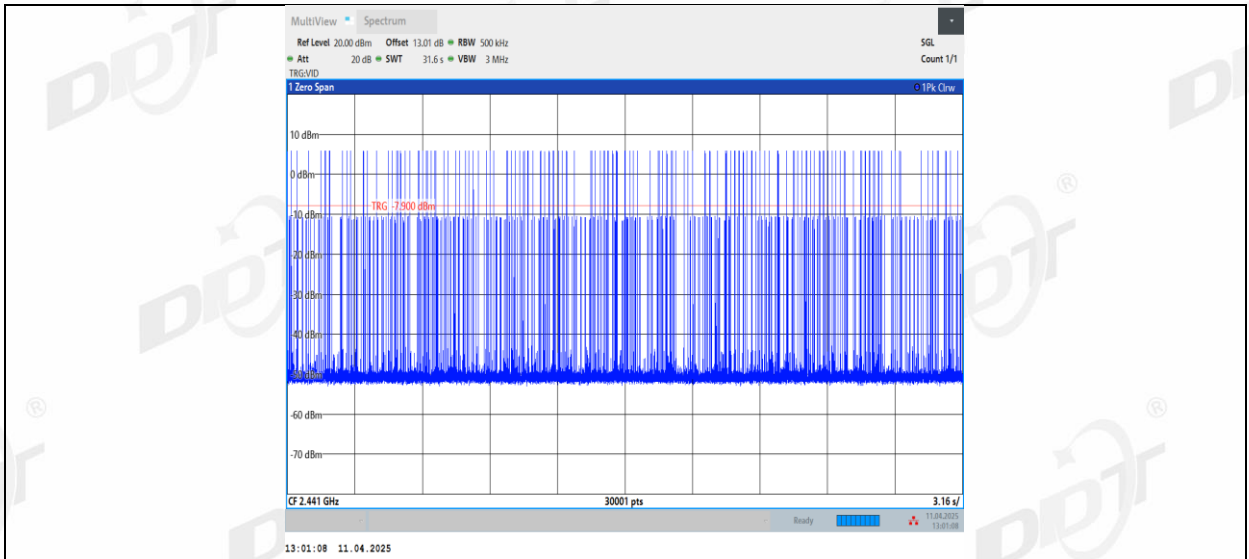 MultiView Spectrum
Ref Level 20.00 dBm Offset 13.01 dB RBW 500 kHz SGL
Att 20 dB SWT 31.6 s VBW 3 MHz Count 1/1
TRG:VID
1 Zero Span 1Pk Clrw
10 dBm
0 dBm
TRG -7.900 dBm
-10 dBm
-20 dBm
-30 dBm
-40 dBm
-50 dBm
-60 dBm
-70 dBm
CF 2.441 GHz 30001 pts 3.16 s/
Ready 11.04.2025
13:01:08
13:01:08 11.04.2025